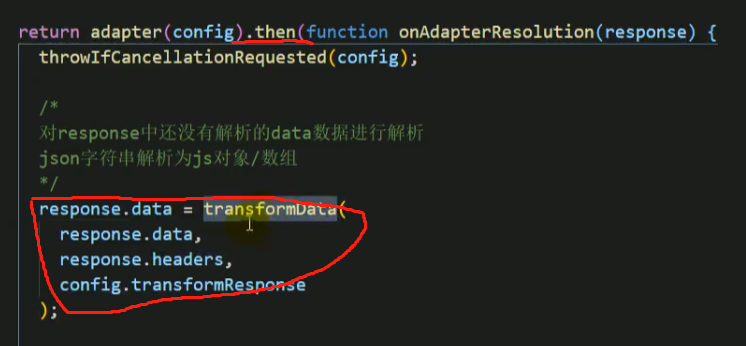 return adapter(config).then(function onAdapterResolution(response) {
throwIfCancellationRequested(config);
/*
对response中还没有解析的data数据进行解析
json字符串解析为js对象/数组
*/
response.data = transformData(
response.data,
response.headers,
config.transformResponse
);